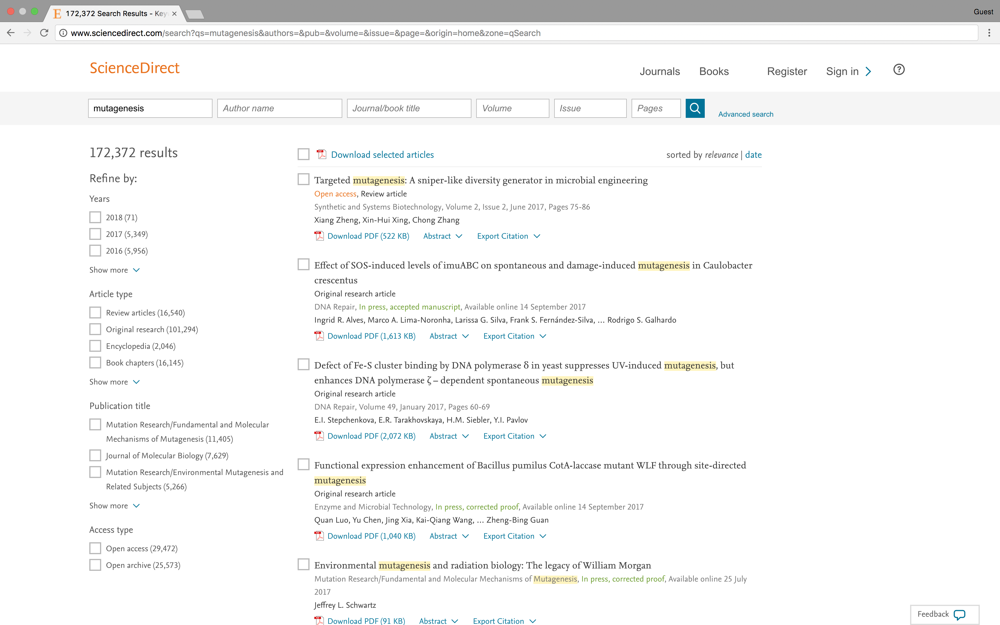 172,372 Search Results - Key
Guest
www.sciencedirect.com/search?qs=mutagenesis&authors=&pub=&volume=&issue=&page=&origin=home&zone=qSearch
ScienceDirect
Journals Books Register Sign in
mutagenesis Author name Journal/book title Volume Issue Pages Advanced search
172,372 results
Refine by:
Years
2018 (71)
2017 (5,349)
2016 (5,956)
Show more
Article type
Review articles (16,540)
Original research (101,294)
Encyclopedia (2,046)
Book chapters (16,145)
Show more
Publication title
Mutation Research/Fundamental and Molecular
Mechanisms of Mutagenesis (11,405)
Journal of Molecular Biology (7,629)
Mutation Research/Environmental Mutagenesis and
Related Subjects (5,266)
Show more
Access type
Open access (29,472)
Open archive (25,573)
Download selected articles sorted by relevance | date
Targeted mutagenesis: A sniper-like diversity generator in microbial engineering
Open access, Review article
Synthetic and Systems Biotechnology, Volume 2, Issue 2, June 2017, Pages 75-86
Xiang Zheng, Xin-Hui Xing, Chong Zhang
Download PDF (522 KB) Abstract Export Citation
Effect of SOS-induced levels of imuABC on spontaneous and damage-induced mutagenesis in Caulobacter
crescentus
Original research article
DNA Repair, In press, accepted manuscript, Available online 14 September 2017
Ingrid R. Alves, Marco A. Lima-Noronha, Larissa G. Silva, Frank S. Fernández-Silva, … Rodrigo S. Galhardo
Download PDF (1,613 KB) Abstract Export Citation
Defect of Fe-S cluster binding by DNA polymerase δ in yeast suppresses UV-induced mutagenesis, but
enhances DNA polymerase ζ – dependent spontaneous mutagenesis
Original research article
DNA Repair, Volume 49, January 2017, Pages 60-69
E.I. Stepchenkova, E.R. Tarakhovskaya, H.M. Siebler, Y.I. Pavlov
Download PDF (2,072 KB) Abstract Export Citation
Functional expression enhancement of Bacillus pumilus CotA-laccase mutant WLF through site-directed
mutagenesis
Original research article
Enzyme and Microbial Technology, In press, corrected proof, Available online 14 September 2017
Quan Luo, Yu Chen, Jing Xia, Kai-Qiang Wang, … Zheng-Bing Guan
Download PDF (1,040 KB) Abstract Export Citation
Environmental mutagenesis and radiation biology: The legacy of William Morgan
Mutation Research/Fundamental and Molecular Mechanisms of Mutagenesis, In press, corrected proof, Available online 25 July
2017
Jeffrey L. Schwartz
Download PDF (91 KB) Abstract Export Citation
Feedback